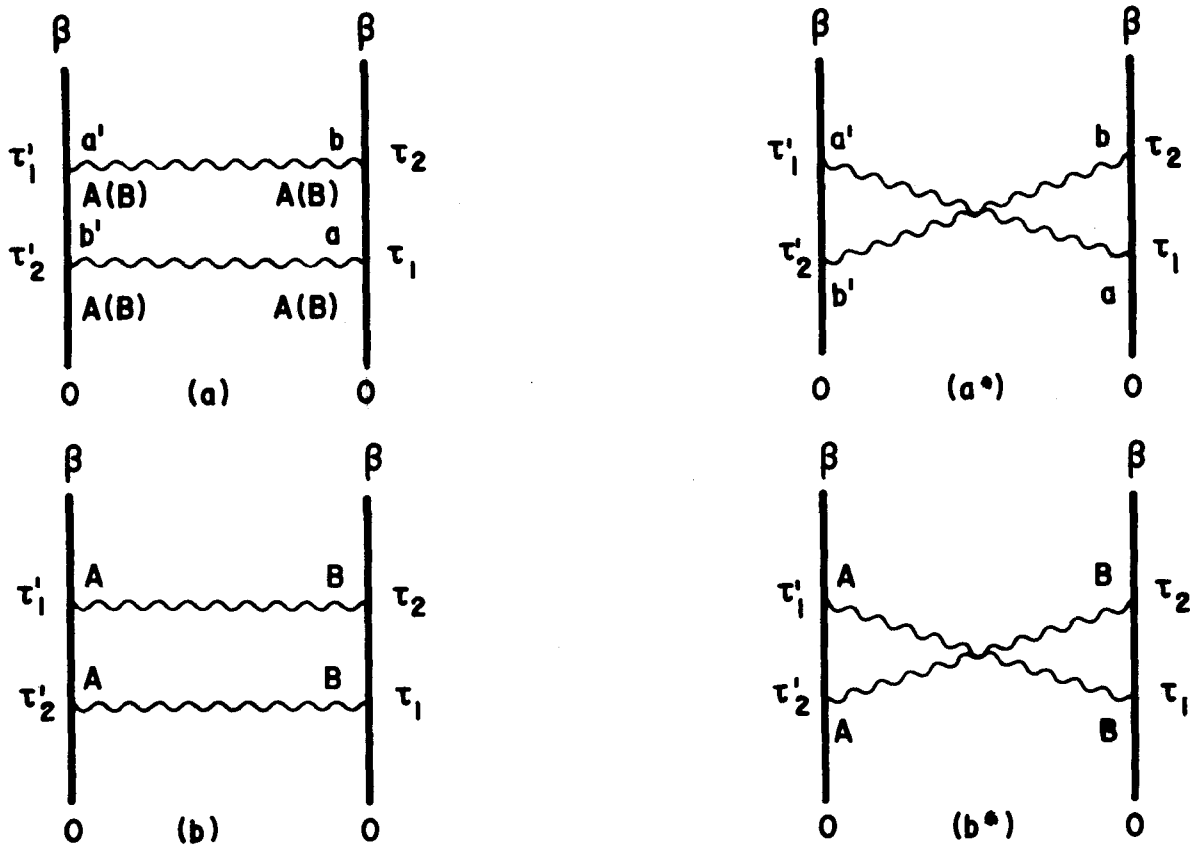 β β β β
a' b a' b
τ'₁ τ₂ τ'₁ τ₂
A(B) A(B)
b' a
τ'₂ τ₁ τ'₂ τ₁
A(B) A(B) b' a
0 (a) 0 0 (a*) 0
β β β β
A B A B
τ'₁ τ₂ τ'₁ τ₂
A B
τ'₂ τ₁ τ'₂ τ₁
A B
0 (b) 0 0 (b*) 0